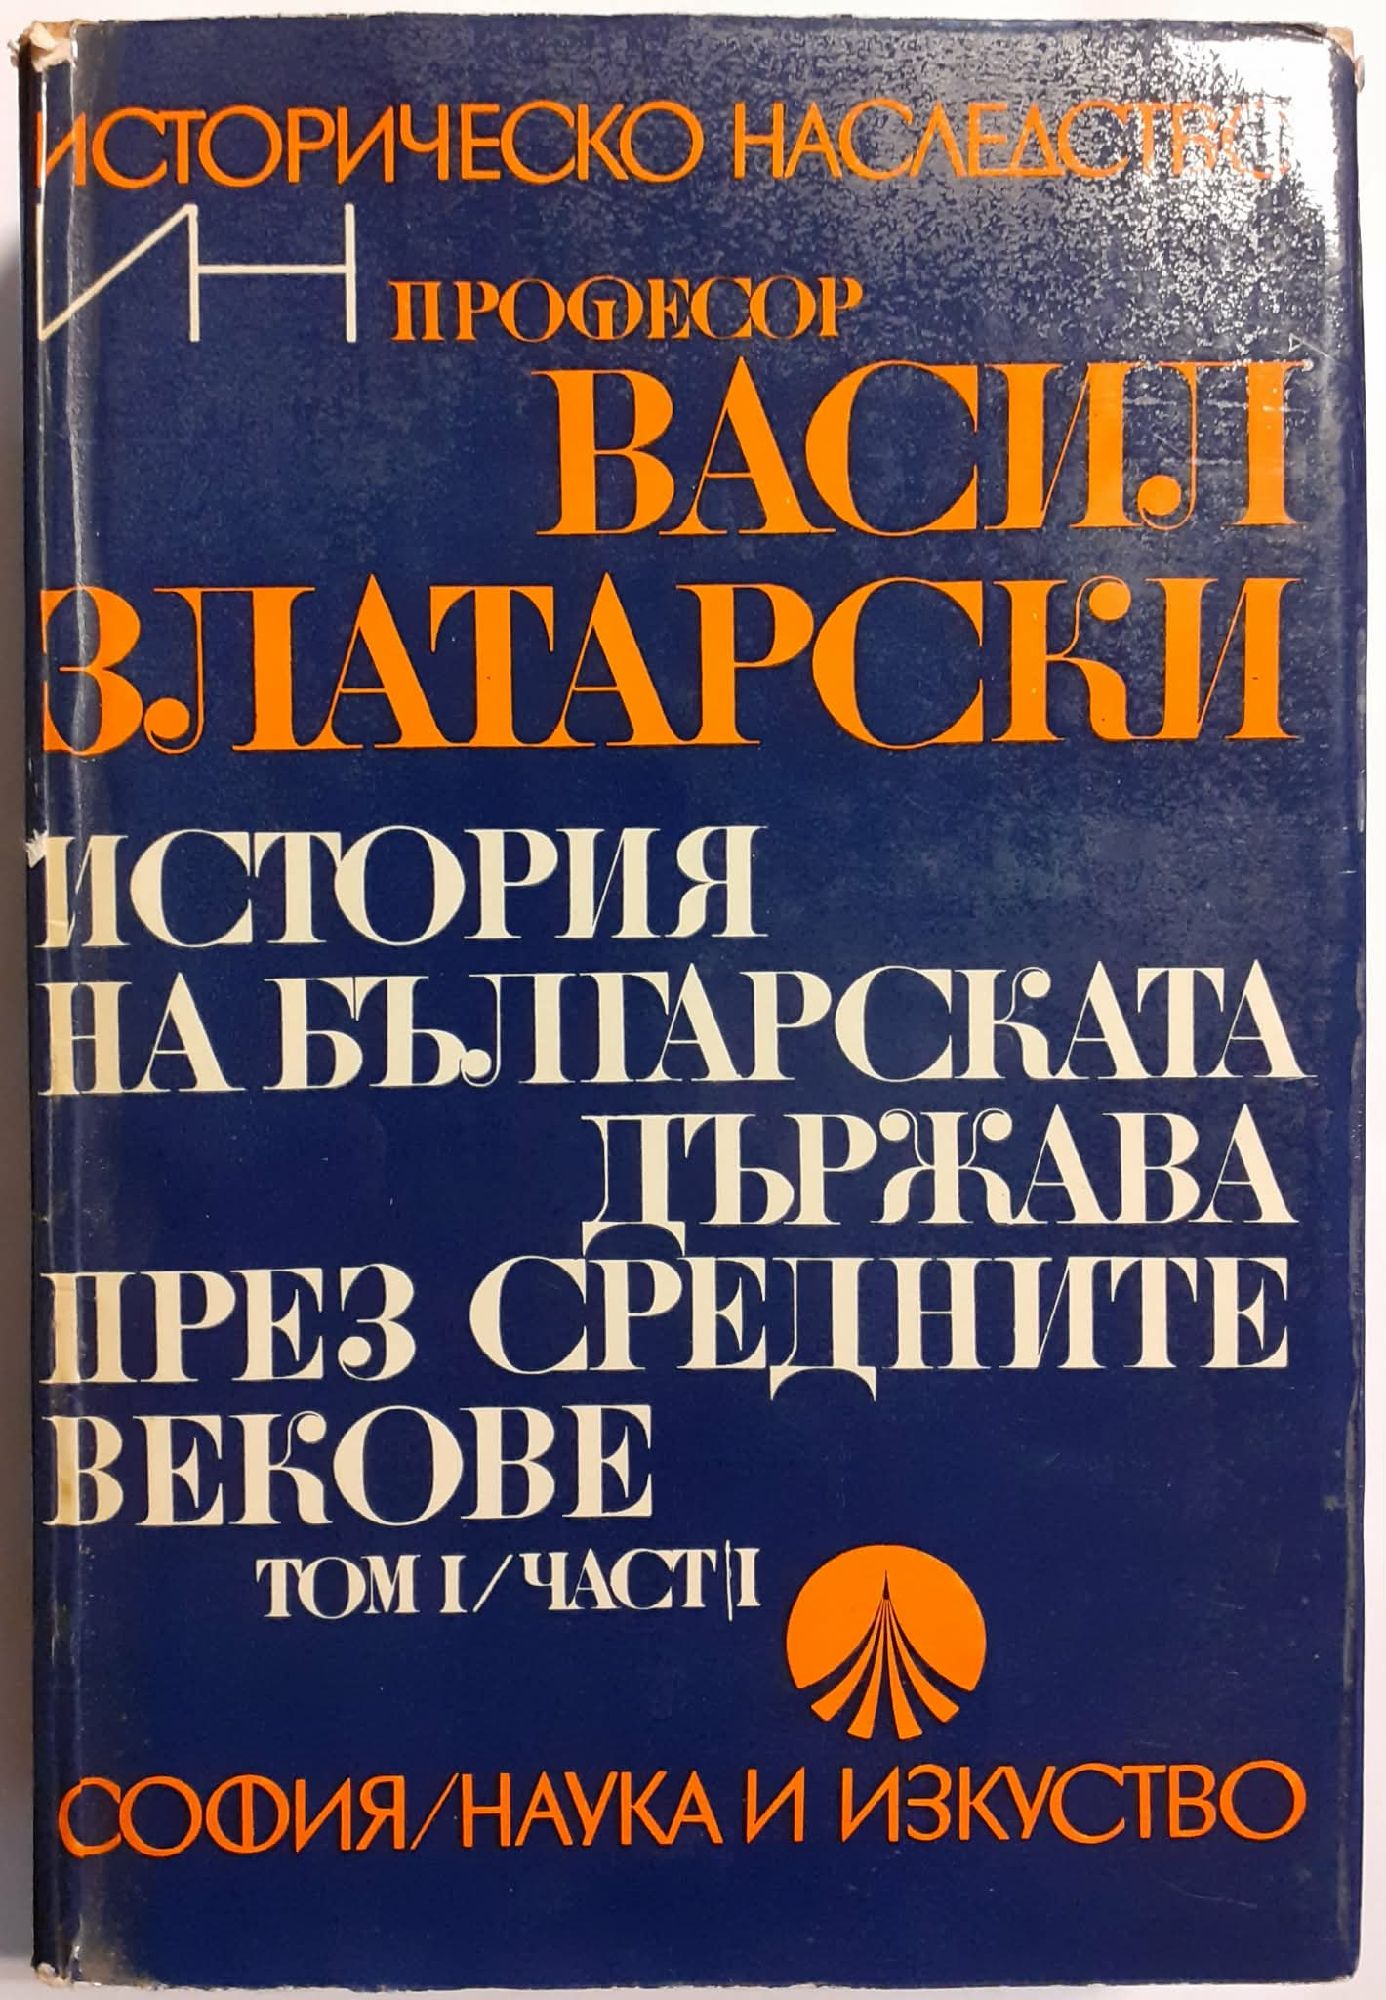 ИСТОРИЧЕСКО НАСЛЕДСТВО
ИН
ПРОФЕСОР
ВАСИЛ
ЗЛАТАРСКИ
ИСТОРИЯ
НА БЪЛГАРСКАТА
ДЪРЖАВА
ПРЕЗ СРЕДНИТЕ
ВЕКОВЕ
ТОМ I/ЧАСТ I
СОФИЯ/НАУКА И ИЗКУСТВО